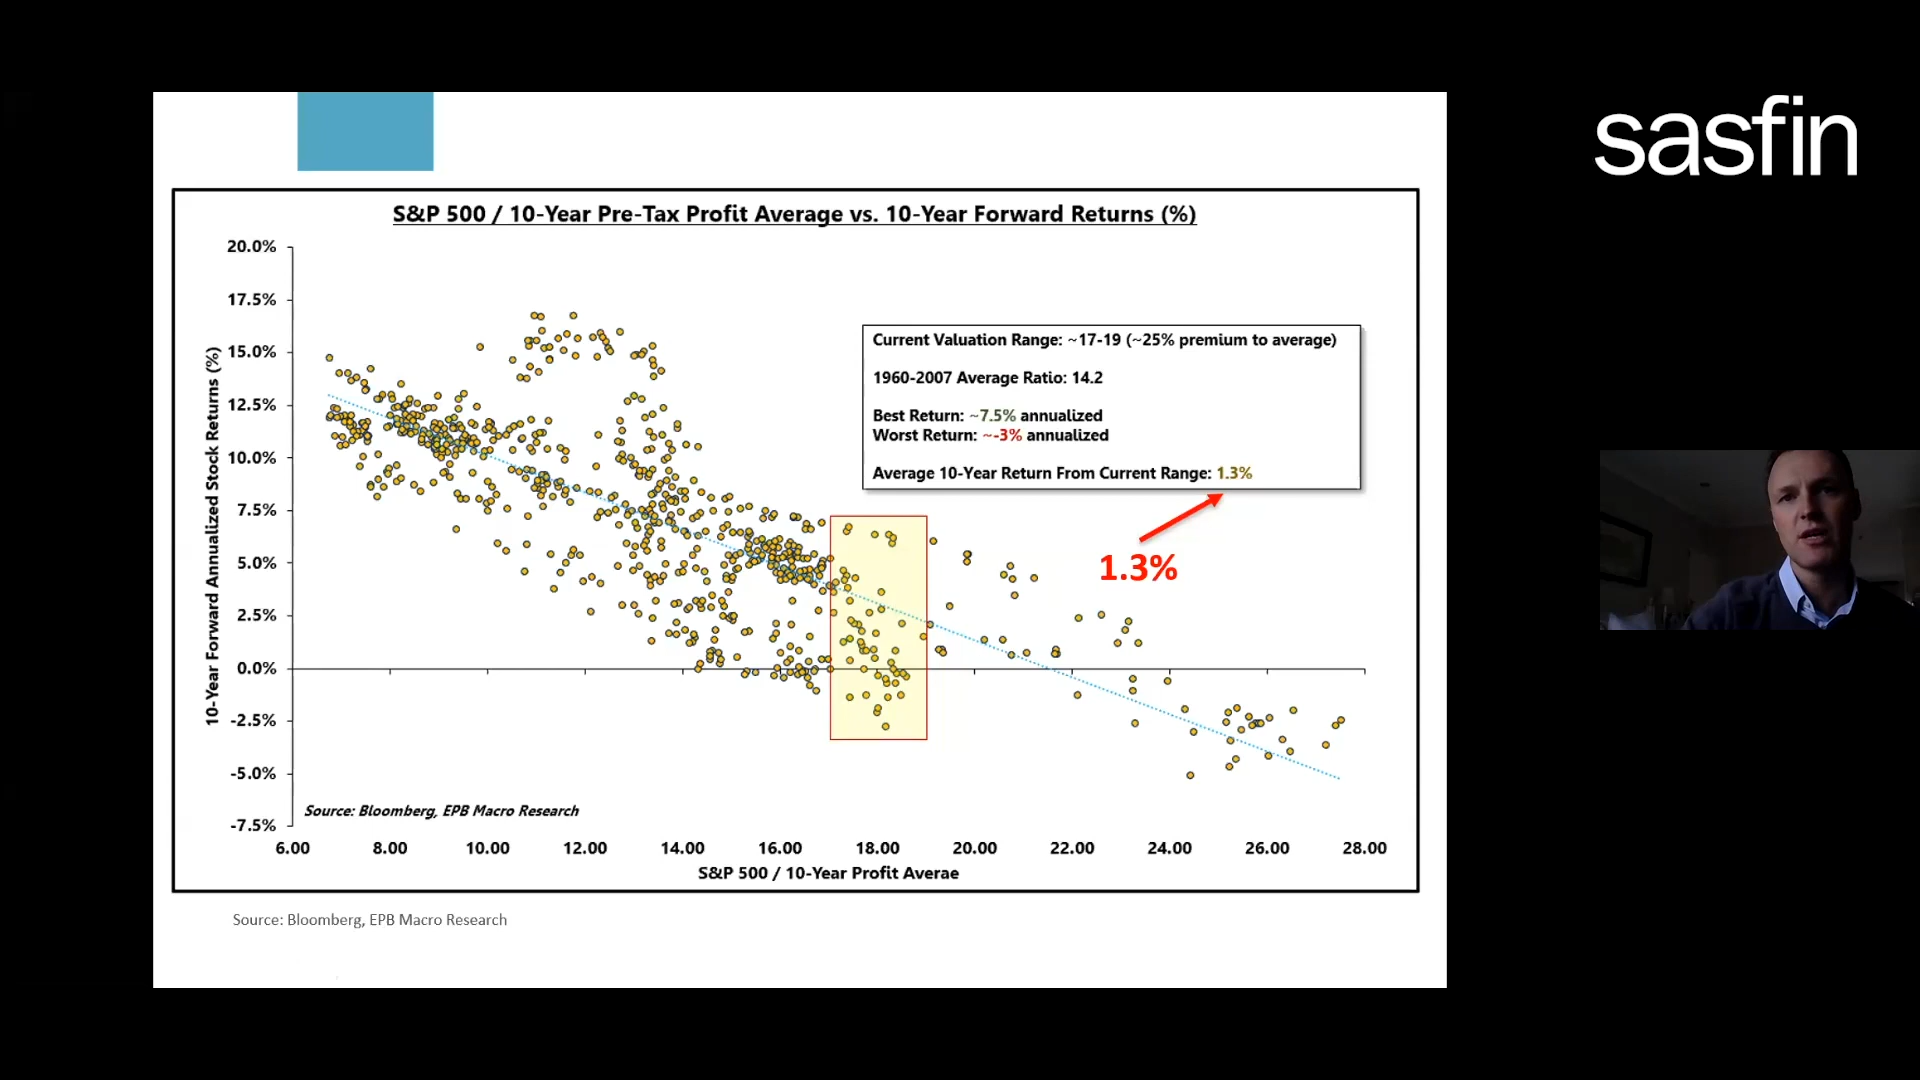 sasfin
S&P 500 / 10-Year Pre-Tax Profit Average vs. 10-Year Forward Returns (%)
20.0%
17.5%
15.0%
12.5%
10.0%
7.5%
5.0%
2.5%
0.0%
-2.5%
-5.0%
-7.5%
10-Year Forward Annualized Stock Returns (%)
Current Valuation Range: ~17-19 (~25% premium to average)
1960-2007 Average Ratio: 14.2
Best Return: ~7.5% annualized
Worst Return: ~-3% annualized
Average 10-Year Return From Current Range: 1.3%
1.3%
Source: Bloomberg, EPB Macro Research
6.00 8.00 10.00 12.00 14.00 16.00 18.00 20.00 22.00 24.00 26.00 28.00
S&P 500 / 10-Year Profit Averae
Source: Bloomberg, EPB Macro Research